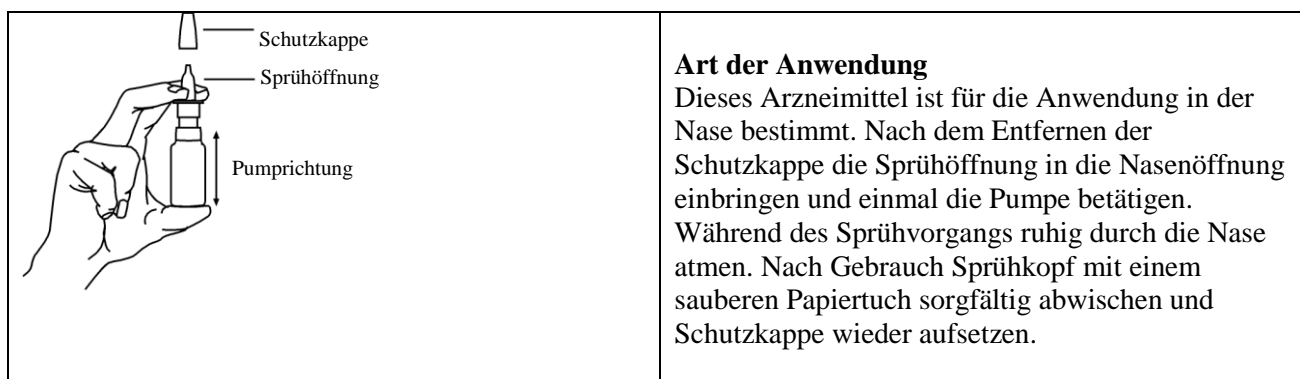 Schutzkappe
Sprühöffnung
Pumprichtung
Art der Anwendung
Dieses Arzneimittel ist für die Anwendung in der
Nase bestimmt. Nach dem Entfernen der
Schutzkappe die Sprühöffnung in die Nasenöffnung
einbringen und einmal die Pumpe betätigen.
Während des Sprühvorgangs ruhig durch die Nase
atmen. Nach Gebrauch Sprühkopf mit einem
sauberen Papiertuch sorgfältig abwischen und
Schutzkappe wieder aufsetzen.